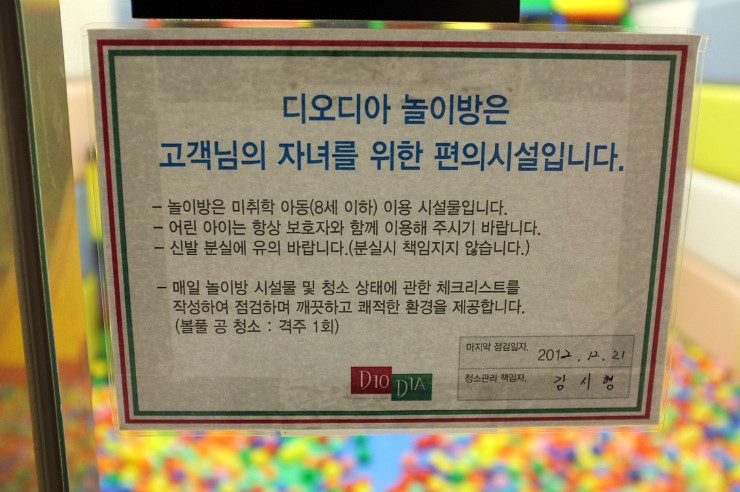 디오디아 놀이방은
고객님의 자녀를 위한 편의시설입니다.
- 놀이방은 미취학 아동(8세 이하) 이용 시설물입니다.
- 어린 아이는 항상 보호자와 함께 이용해 주시기 바랍니다.
- 신발 분실에 유의 바랍니다.(분실시 책임지지 않습니다.)
- 매일 놀이방 시설물 및 청소 상태에 관한 체크리스트를
작성하여 점검하며 깨끗하고 쾌적한 환경을 제공합니다.
(볼풀 공 청소 : 격주 1회)
마지막 점검일자. 2012. 12. 21
청소관리 책임자. 김 시 행
DIO
DIA